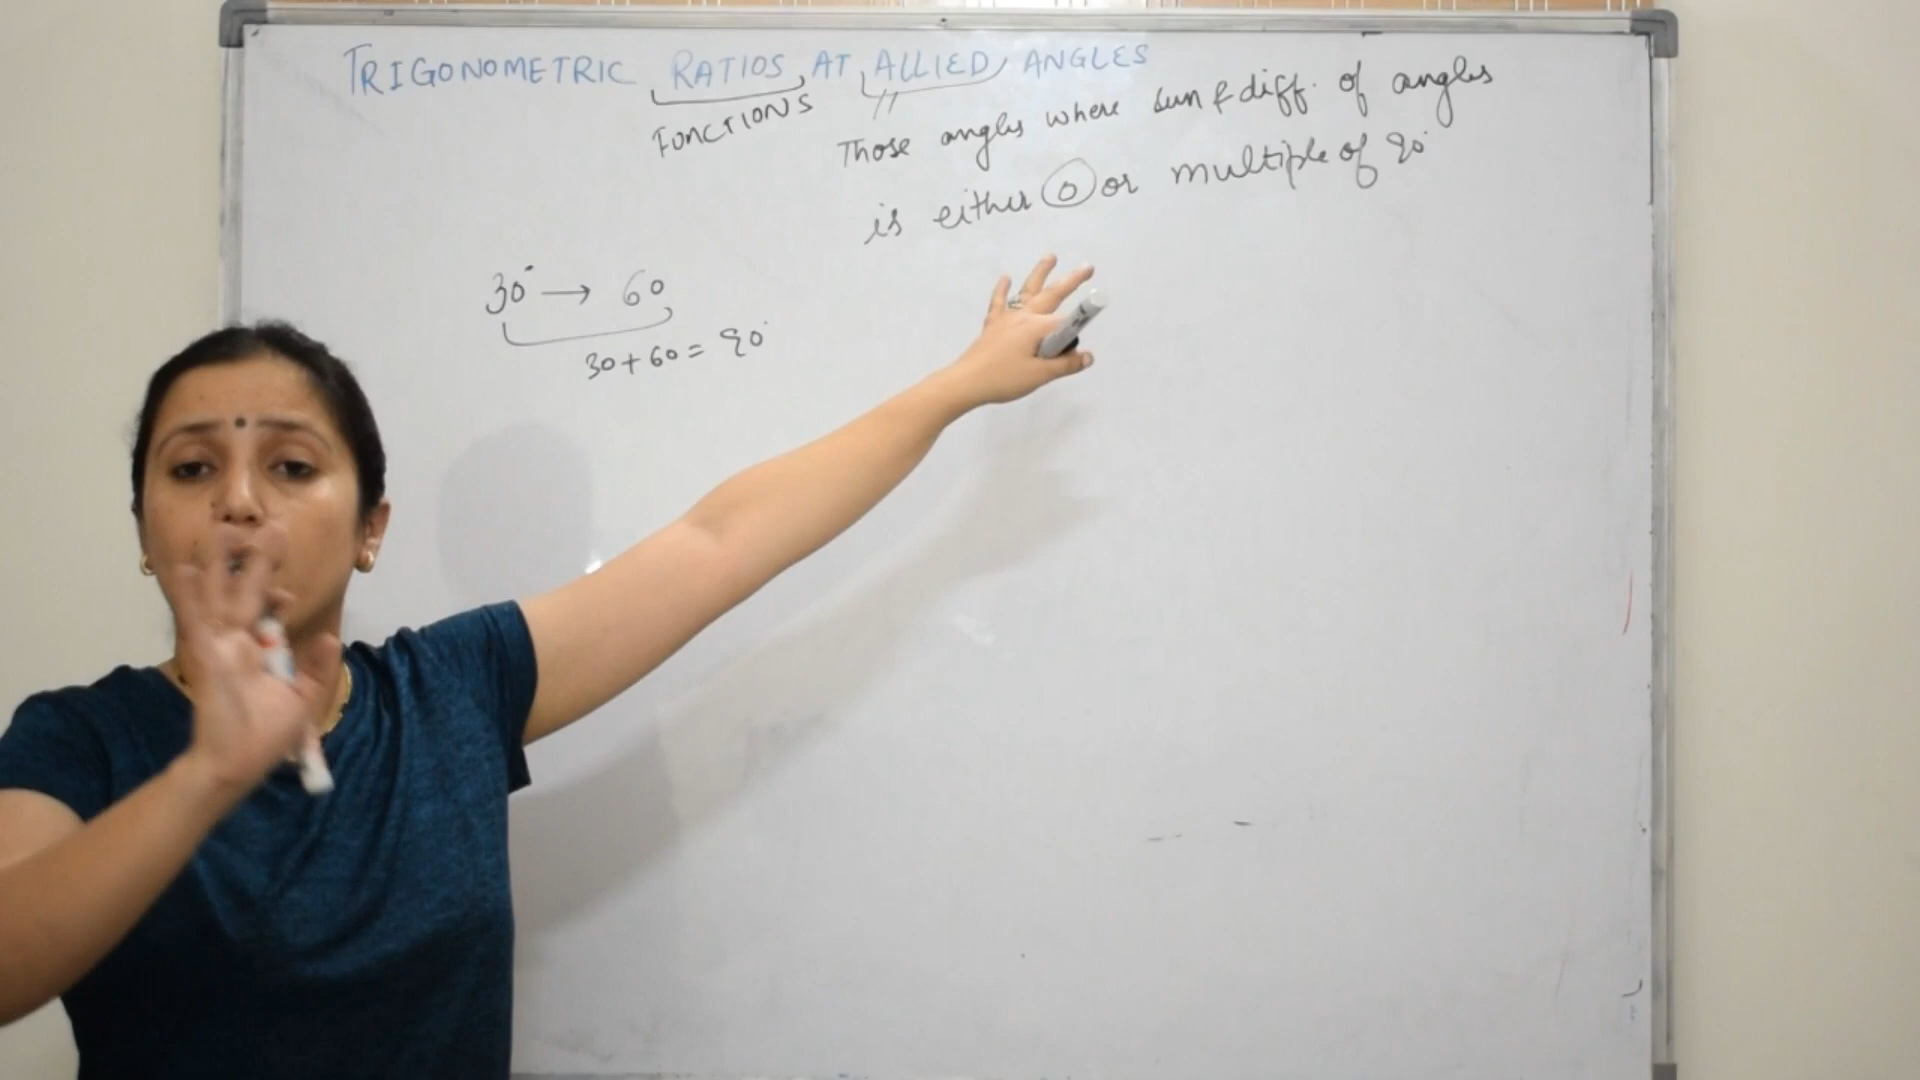 TRIGONOMETRIC RATIOS AT ALLIED ANGLES
FUNCTIONS
Those angles where sum & diff. of angles
is either 0 or multiple of 90°
30° → 60
30+60 = 90°